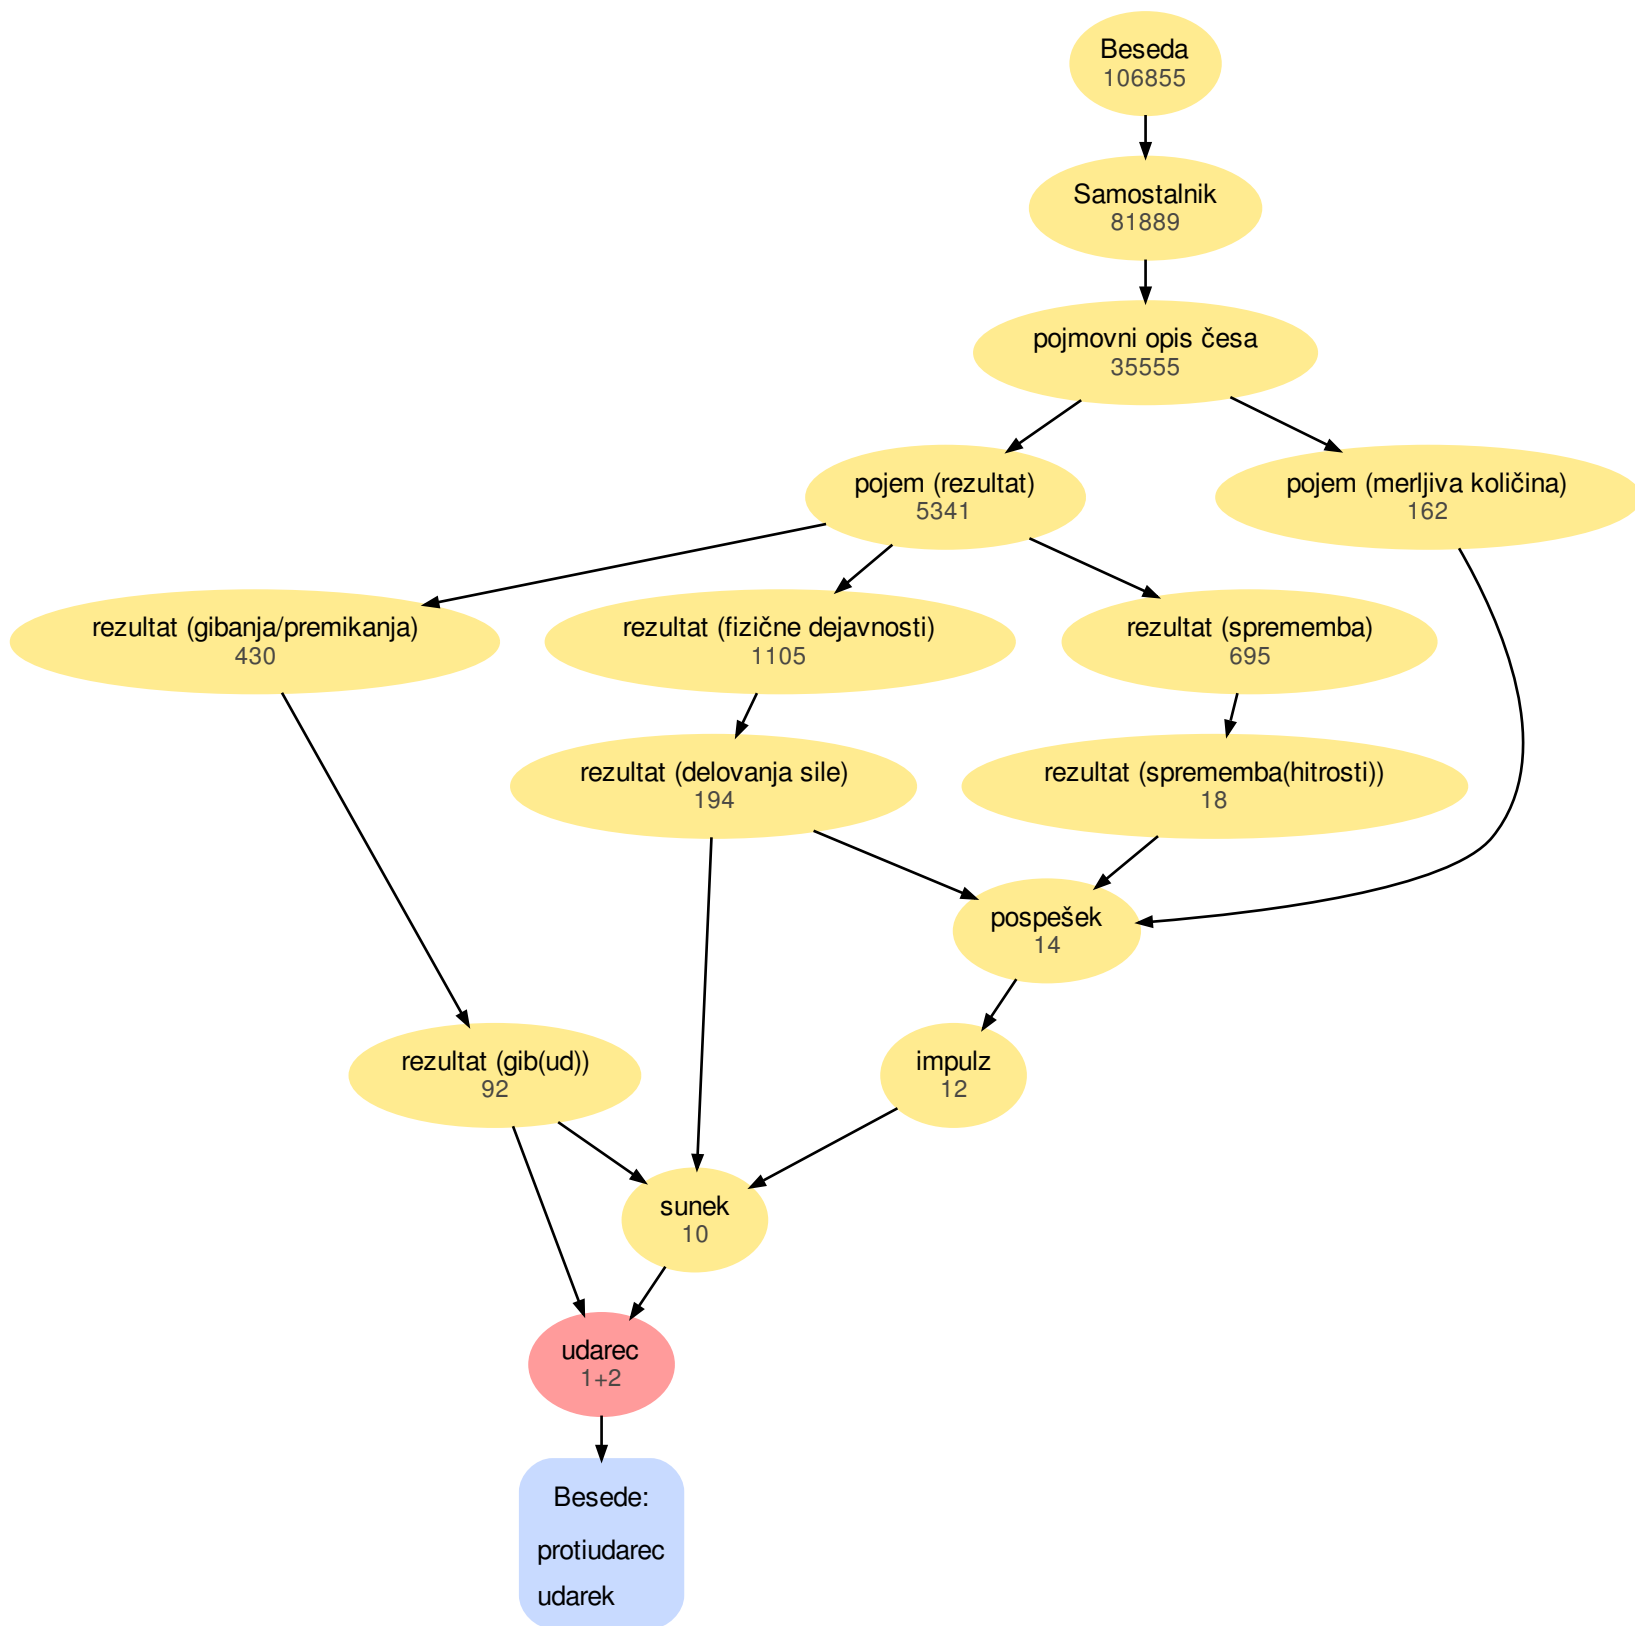 Beseda
106855
Samostalnik
81889
pojmovni opis česa
35555
pojem (rezultat)
5341
pojem (merljiva količina)
162
rezultat (gibanja/premikanja)
430
rezultat (fizične dejavnosti)
1105
rezultat (sprememba)
695
rezultat (delovanja sile)
194
rezultat (sprememba(hitrosti))
18
pospešek
14
rezultat (gib(ud))
92
impulz
12
sunek
10
udarec
1+2
Besede:
protiudarec
udarek